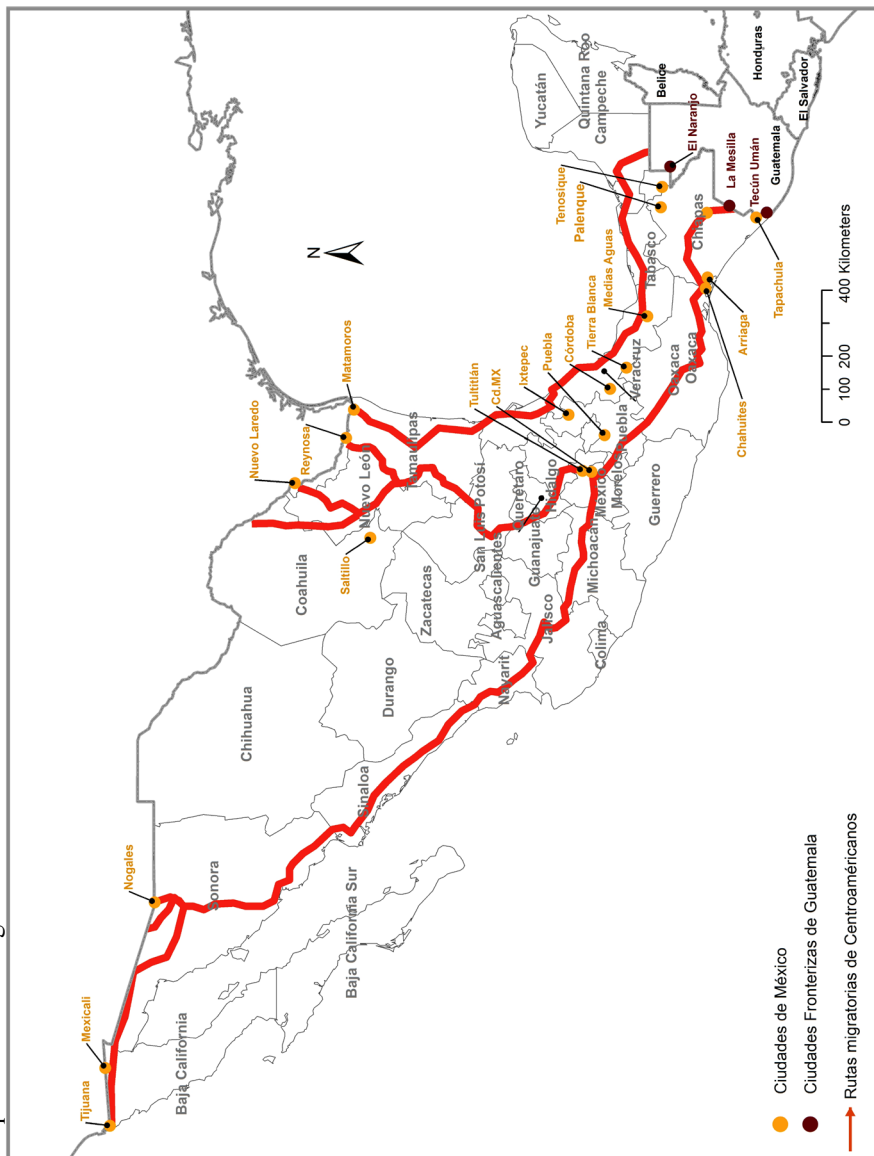 Tijuana
Mexicali
Nogales
Nuevo Laredo
Reynosa
Matamoros
Saltillo
Tultitlán
Cd.MX
Ixtepec
Puebla
Córdoba
Tierra Blanca
Medias Aguas
Palenque
Tenosique
Chahuites
Arriaga
Tapachula
El Naranjo
La Mesilla
Tecún Umán
Guatemala
El Salvador
Honduras
Belice
Baja California
Baja California Sur
Sonora
Chihuahua
Sinaloa
Durango
Coahuila
Nuevo León
Tamaulipas
Zacatecas
San Luis Potosí
Aguascalientes
Nayarit
Jalisco
Colima
Guanajuato
Querétaro
Hidalgo
Michoacán
México
Morelos
Puebla
Guerrero
Veracruz
Oaxaca
Oaxaca
Tabasco
Chiapas
Campeche
Quintana Roo
Yucatán
N
0 100 200 400 Kilometers
Ciudades de México
Ciudades Fronterizas de Guatemala
Rutas migratorias de Centroaméricanos